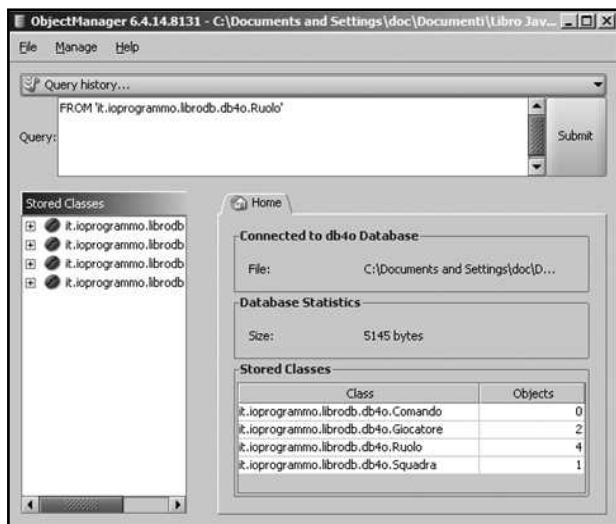 ObjectManager 6.4.14.8131 - C:\Documents and Settings\doc\Documenti\Libro Jav...
File Manage Help
Query history...
Query:
FROM 'it.ioprogrammo.librodb.db4o.Ruolo'
Submit
Stored Classes
it.ioprogrammo.librodb
it.ioprogrammo.librodb
it.ioprogrammo.librodb
it.ioprogrammo.librodb
Home
Connected to db4o Database
File: C:\Documents and Settings\doc\D...
Database Statistics
Size: 5145 bytes
Stored Classes
Class Objects
it.ioprogrammo.librodb.db4o.Comando 0
it.ioprogrammo.librodb.db4o.Giocatore 2
it.ioprogrammo.librodb.db4o.Ruolo 4
it.ioprogrammo.librodb.db4o.Squadra 1